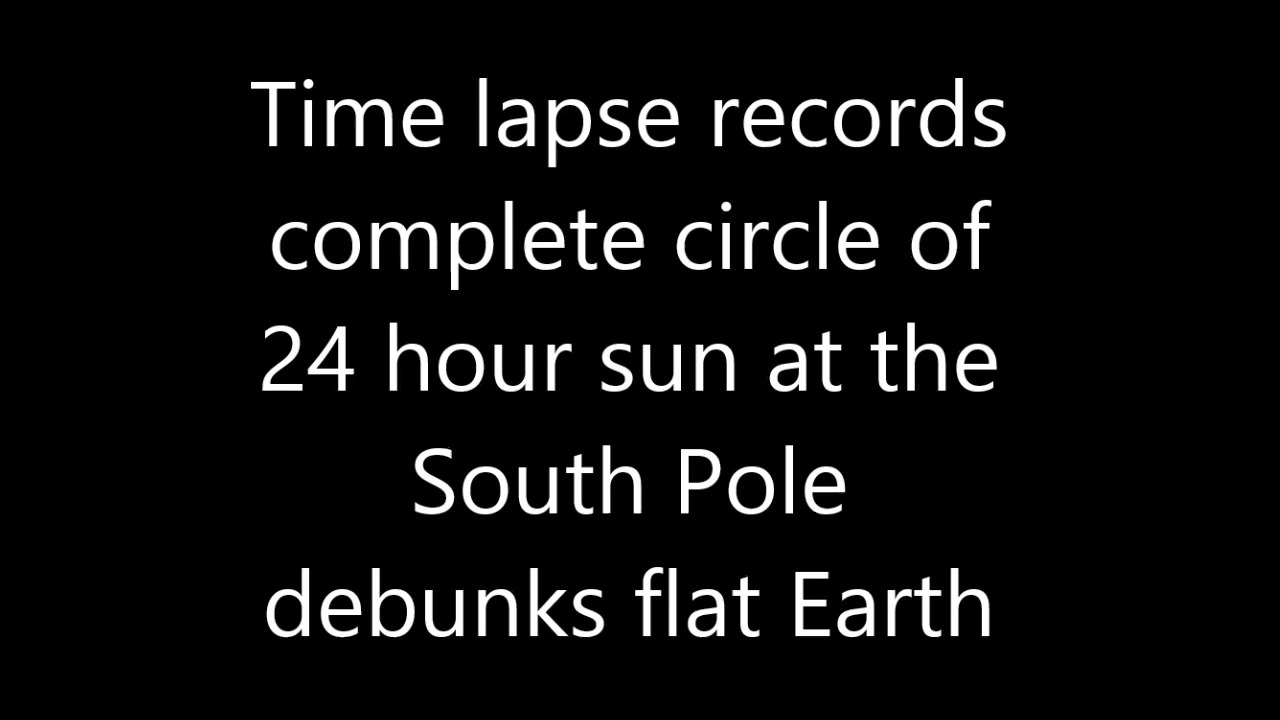 Time lapse records
complete circle of
24 hour sun at the
South Pole
debunks flat Earth